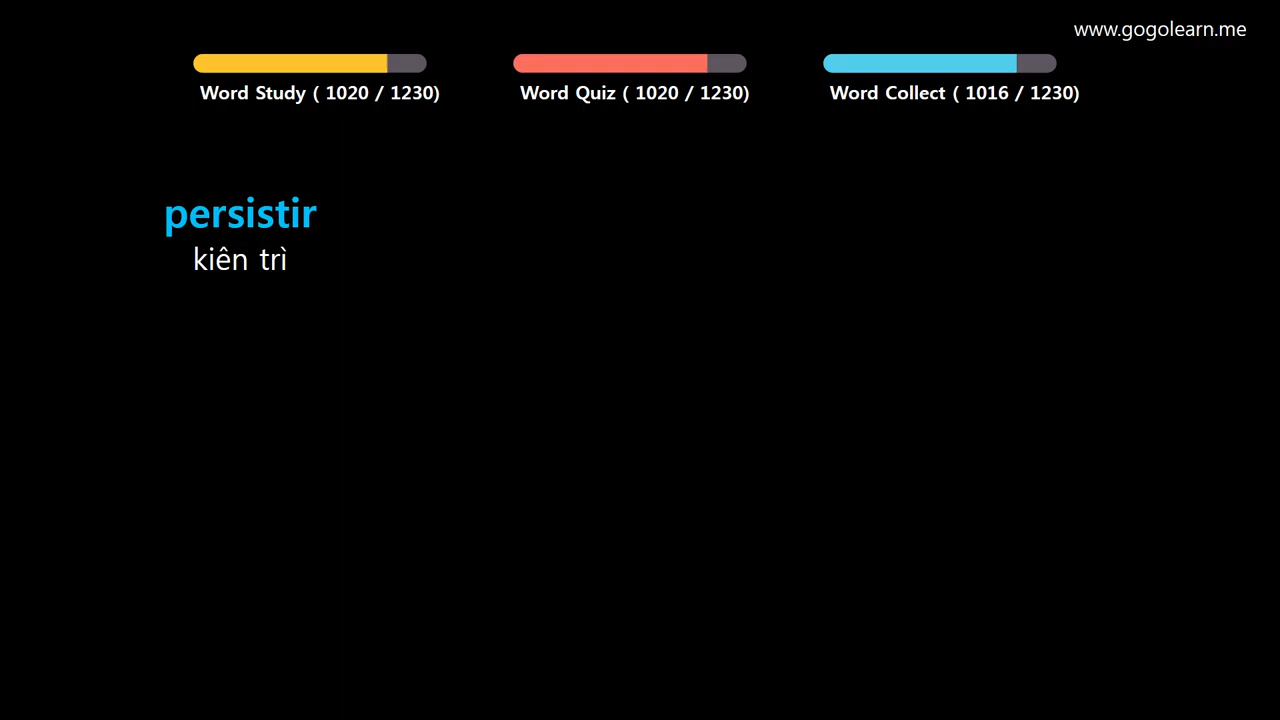 www.gogolearn.me
Word Study ( 1020 / 1230)
Word Quiz ( 1020 / 1230)
Word Collect ( 1016 / 1230)
persistir
kiên trì